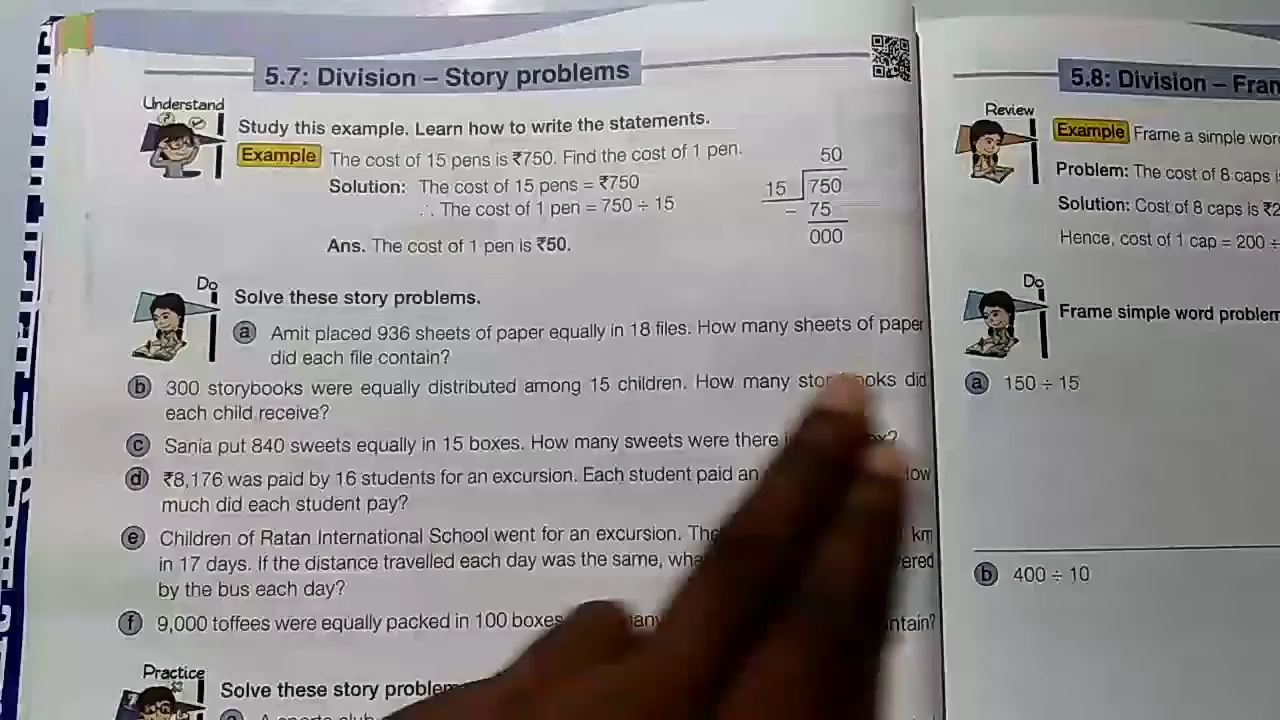 5.7: Division – Story problems
Understand
Study this example. Learn how to write the statements.
Example The cost of 15 pens is ₹750. Find the cost of 1 pen.
Solution: The cost of 15 pens = ₹750
∴ The cost of 1 pen = 750 ÷ 15
Ans. The cost of 1 pen is ₹50.
50
15 750
– 75
000
Do
Solve these story problems.
a Amit placed 936 sheets of paper equally in 18 files. How many sheets of paper
did each file contain?
b 300 storybooks were equally distributed among 15 children. How many storybooks did
each child receive?
c Sania put 840 sweets equally in 15 boxes. How many sweets were there
d ₹8,176 was paid by 16 students for an excursion. Each student paid an
much did each student pay?
e Children of Ratan International School went for an excursion. km
in 17 days. If the distance travelled each day was the same,
by the bus each day?
f 9,000 toffees were equally packed in 100 boxes
Practice
Solve these story
A sports club
5.8: Division –
Review
Example Frame a simple
Problem: The cost of 8 caps
Solution: Cost of 8 caps is
Hence, cost of 1 cap = 200 ÷
Do
Frame simple word
a 150 ÷ 15
b 400 ÷ 10